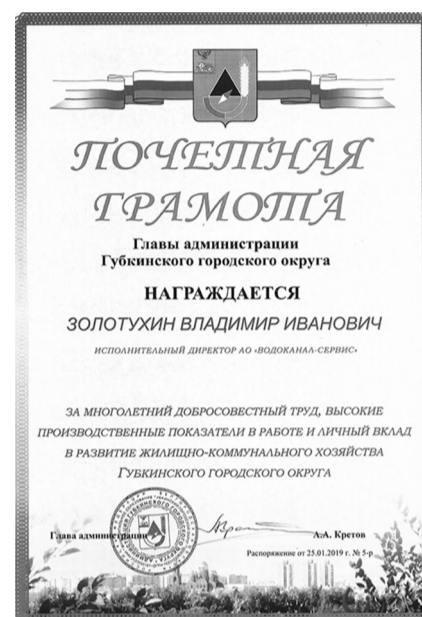 ПОЧЕТНАЯ
ГРАМОТА
Главы администрации
Губкинского городского округа
НАГРАЖДАЕТСЯ
ЗОЛОТУХИН ВЛАДИМИР ИВАНОВИЧ
ИСПОЛНИТЕЛЬНЫЙ ДИРЕКТОР АО «ВОДОКАНАЛ-СЕРВИС»
ЗА МНОГОЛЕТНИЙ ДОБРОСОВЕСТНЫЙ ТРУД, ВЫСОКИЕ
ПРОИЗВОДСТВЕННЫЕ ПОКАЗАТЕЛИ В РАБОТЕ И ЛИЧНЫЙ ВКЛАД
В РАЗВИТИЕ ЖИЛИЩНО-КОММУНАЛЬНОГО ХОЗЯЙСТВА
ГУБКИНСКОГО ГОРОДСКОГО ОКРУГА
Глава администрации
А.А. Кретов
Распоряжение от 25.01.2019 г. № 5-р